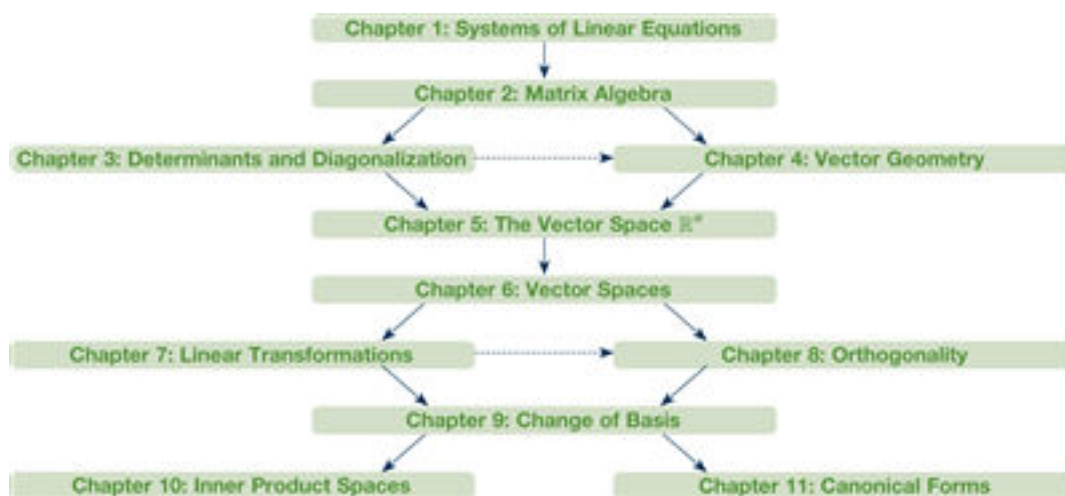 Chapter 1: Systems of Linear Equations
Chapter 2: Matrix Algebra
Chapter 3: Determinants and Diagonalization
Chapter 4: Vector Geometry
Chapter 5: The Vector Space ℝⁿ
Chapter 6: Vector Spaces
Chapter 7: Linear Transformations
Chapter 8: Orthogonality
Chapter 9: Change of Basis
Chapter 10: Inner Product Spaces
Chapter 11: Canonical Forms